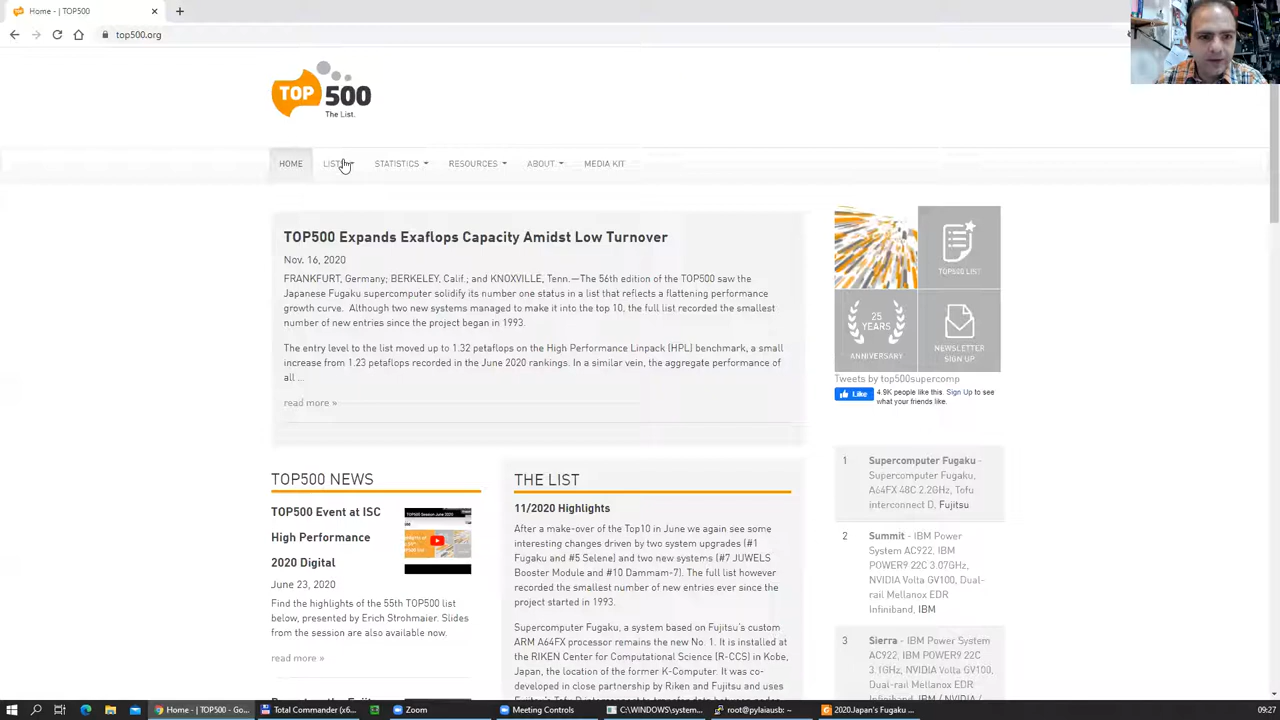 Home - | TOP500
top500.org
TOP 500
The List.
HOME
STATISTICS
RESOURCES
ABOUT
MEDIA KIT
TOP500 Expands Exaflops Capacity Amidst Low Turnover
Nov. 16, 2020
FRANKFURT, Germany; BERKELEY, Calif.; and KNOXVILLE, Tenn.—The 56th edition of the TOP500 saw the
Japanese Fugaku supercomputer solidify its number one status in a list that reflects a flattening performance
growth curve. Although two new systems managed to make it into the top 10, the full list recorded the smallest
number of new entries since the project began in 1993.
The entry level to the list moved up to 1.32 petaflops on the High Performance Linpack (HPL) benchmark, a small
increase from 1.23 petaflops recorded in the June 2020 rankings. In a similar vein, the aggregate performance of
all ...
read more »
TOP500 LIST
25
YEARS
ANNIVERSARY
NEWSLETTER
SIGN UP
Tweets by top500supercomp
Like
4.9K people like this. Sign Up to see
what your friends like.
TOP500 NEWS
TOP500 Event at ISC
High Performance
2020 Digital
June 23, 2020
Find the highlights of the 55th TOP500 list
below, presented by Erich Strohmaier. Slides
from the session are also available now.
read more »
THE LIST
11/2020 Highlights
After a make-over of the Top10 in June we again see some
interesting changes driven by two system upgrades (#1
Fugaku and #5 Selene) and two new systems (#7 JUWELS
Booster Module and #10 Dammam-7). The full list however
recorded the smallest number of new entries ever since the
project started in 1993.
Supercomputer Fugaku, a system based on Fujitsu's custom
ARM A64FX processor remains the new No. 1. It is installed at
the RIKEN Center for Computational Science (R-CCS) in Kobe,
Japan, the location of the former K-Computer. It was co-
developed in close partnership by Riken and Fujitsu and uses
1 Supercomputer Fugaku -
Supercomputer Fugaku,
A64FX 48C 2.2GHz, Tofu
interconnect D, Fujitsu
2 Summit - IBM Power
System AC922, IBM
POWER9 22C 3.07GHz,
NVIDIA Volta GV100, Dual-
rail Mellanox EDR
Infiniband, IBM
3 Sierra - IBM Power System
AC922, IBM POWER9 22C
3.1GHz, NVIDIA Volta GV100,
Dual-rail Mellanox EDR
Infiniband, IBM / NVIDIA /
Home - | TOP500 - Go...
Total Commander (x6...
Zoom
Meeting Controls
C:\WINDOWS\system...
root@pylaiausb: ~
2020.Japan's Fugaku ...
09:27